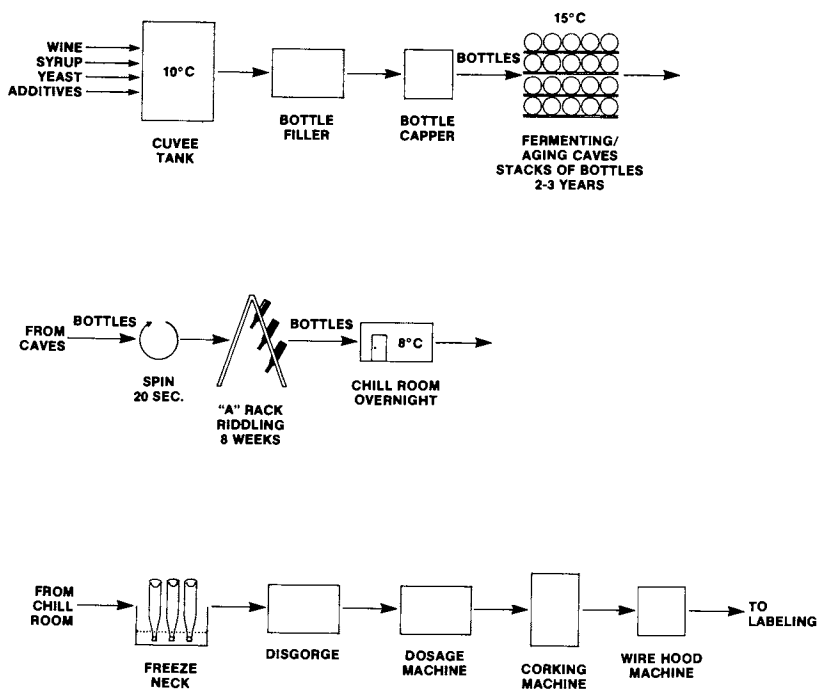 WINE
SYRUP
YEAST
ADDITIVES
10°C
CUVEE
TANK
BOTTLE
FILLER
BOTTLE
CAPPER
BOTTLES
15°C
FERMENTING/
AGING CAVES
STACKS OF BOTTLES
2-3 YEARS
FROM
CAVES
BOTTLES
SPIN
20 SEC.
"A" RACK
RIDDLING
8 WEEKS
BOTTLES
8°C
CHILL ROOM
OVERNIGHT
FROM
CHILL
ROOM
FREEZE
NECK
DISGORGE
DOSAGE
MACHINE
CORKING
MACHINE
WIRE HOOD
MACHINE
TO
LABELING